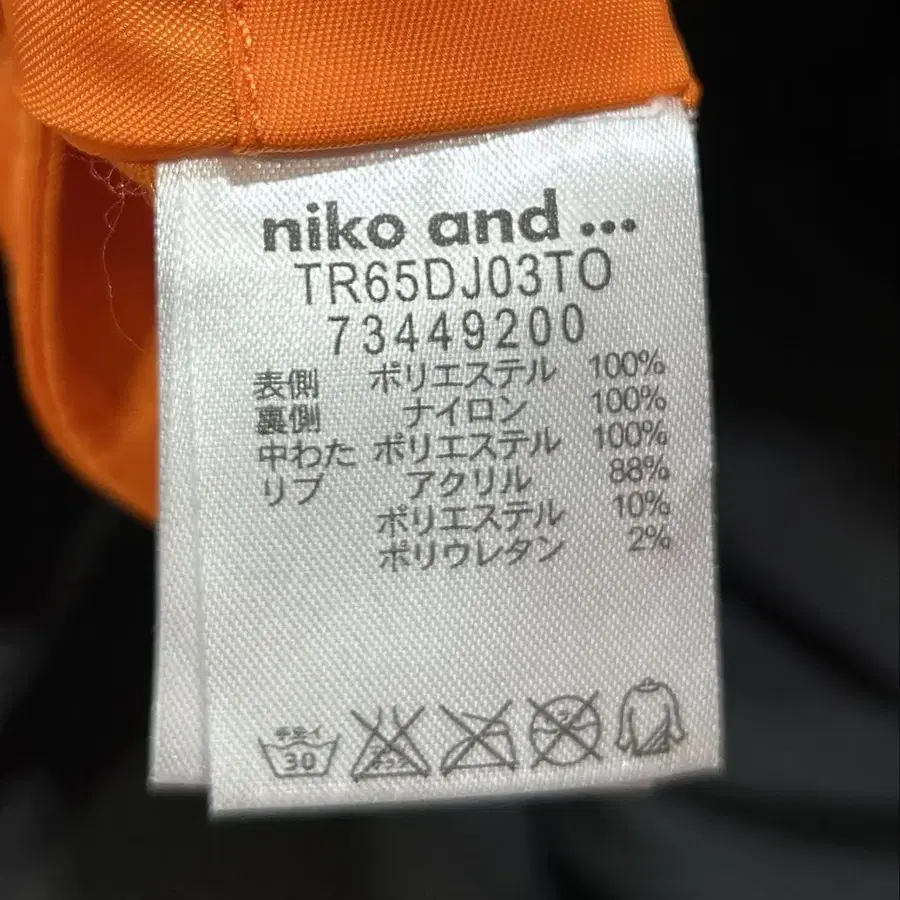 niko and ...
TR65DJ03TO
73449200
表側 ポリエステル 100%
裏側 ナイロン 100%
中わた ポリエステル 100%
リブ アクリル 88%
ポリエステル 10%
ポリウレタン 2%
30